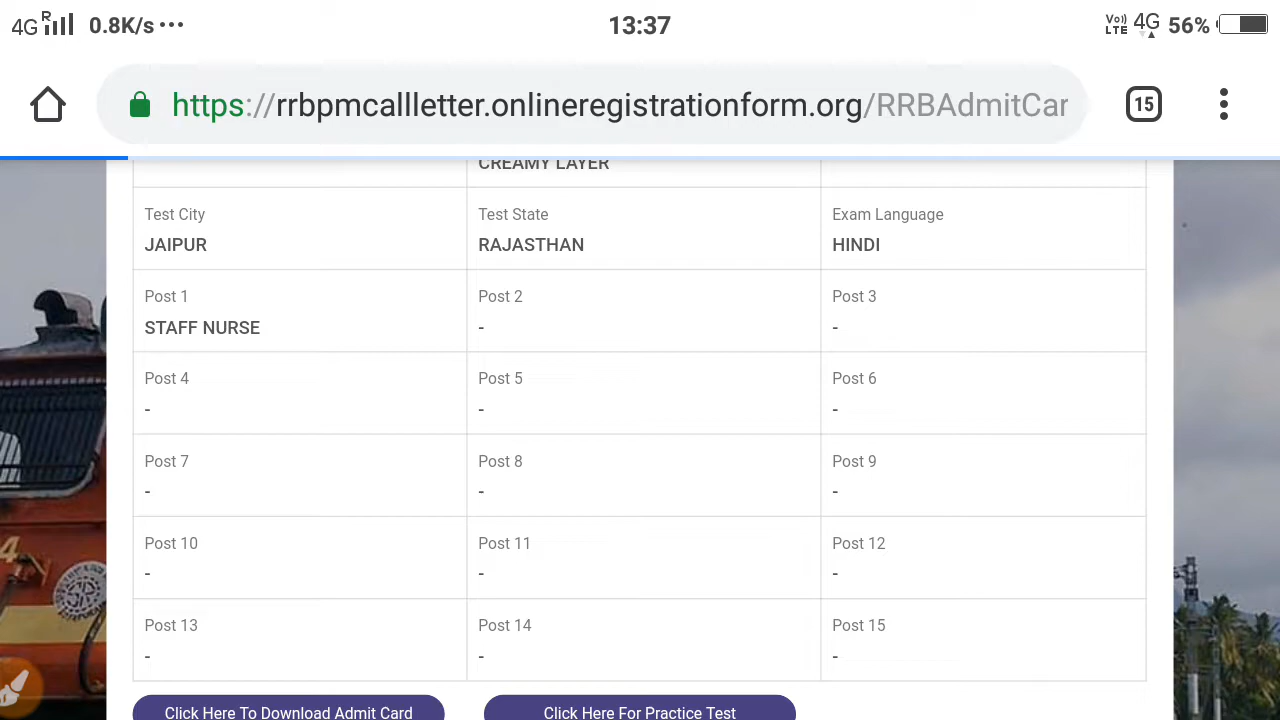 4G R 0.8K/s ••• 13:37 Vo)) LTE 4G 56%
https://rrbpmcallletter.onlineregistrationform.org/RRBAdmitCar 15
CREAMY LAYER
Test City Test State Exam Language
JAIPUR RAJASTHAN HINDI
Post 1 Post 2 Post 3
STAFF NURSE - -
Post 4 Post 5 Post 6
- - -
Post 7 Post 8 Post 9
- - -
Post 10 Post 11 Post 12
- - -
Post 13 Post 14 Post 15
- - -
Click Here To Download Admit Card Click Here For Practice Test